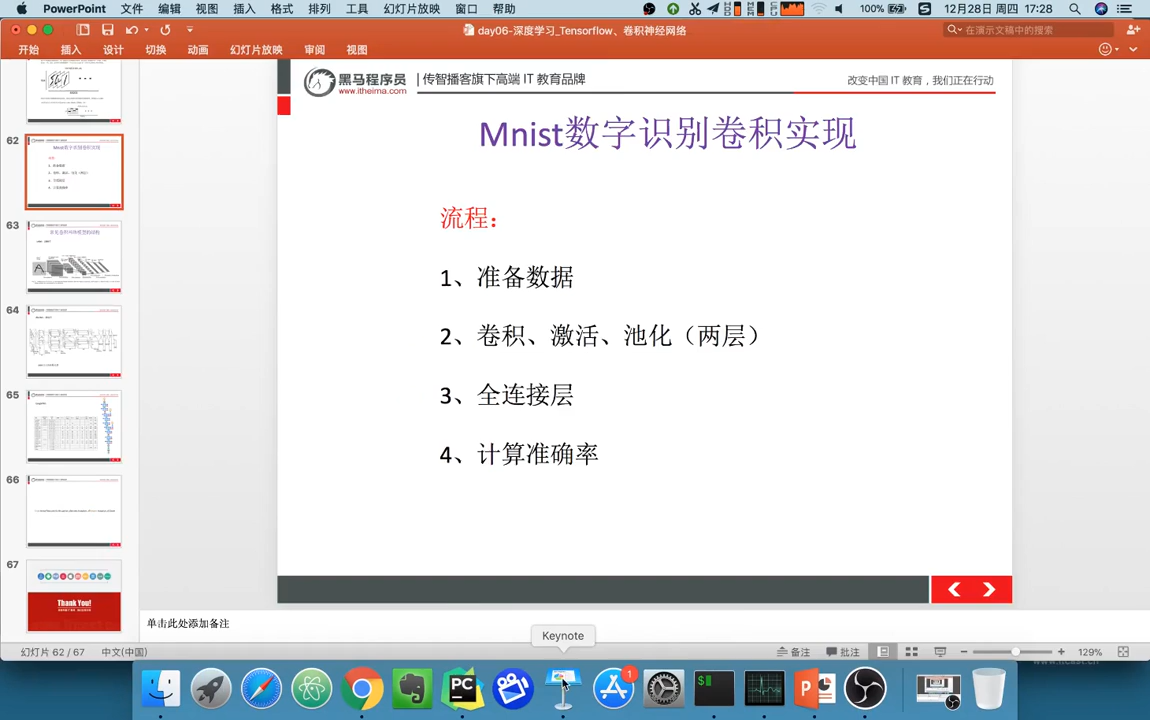 PowerPoint 文件 编辑 视图 插入 格式 排列 工具 幻灯片放映 窗口 帮助 100% 12月28日 周四 17:28
day06-深度学习_Tensorflow、卷积神经网络
在演示文稿中的搜索
开始 插入 设计 切换 动画 幻灯片放映 审阅 视图
黑马程序员
www.itheima.com
传智播客旗下高端 IT 教育品牌
改变中国 IT 教育，我们正在行动
Mnist数字识别卷积实现
流程：
1、准备数据
2、卷积、激活、池化（两层）
3、全连接层
4、计算准确率
62
63
64
65
66
67
Thank You!
单击此处添加备注
Keynote
幻灯片 62 / 67 中文(中国)
备注 批注 129%
PC
1
$
P